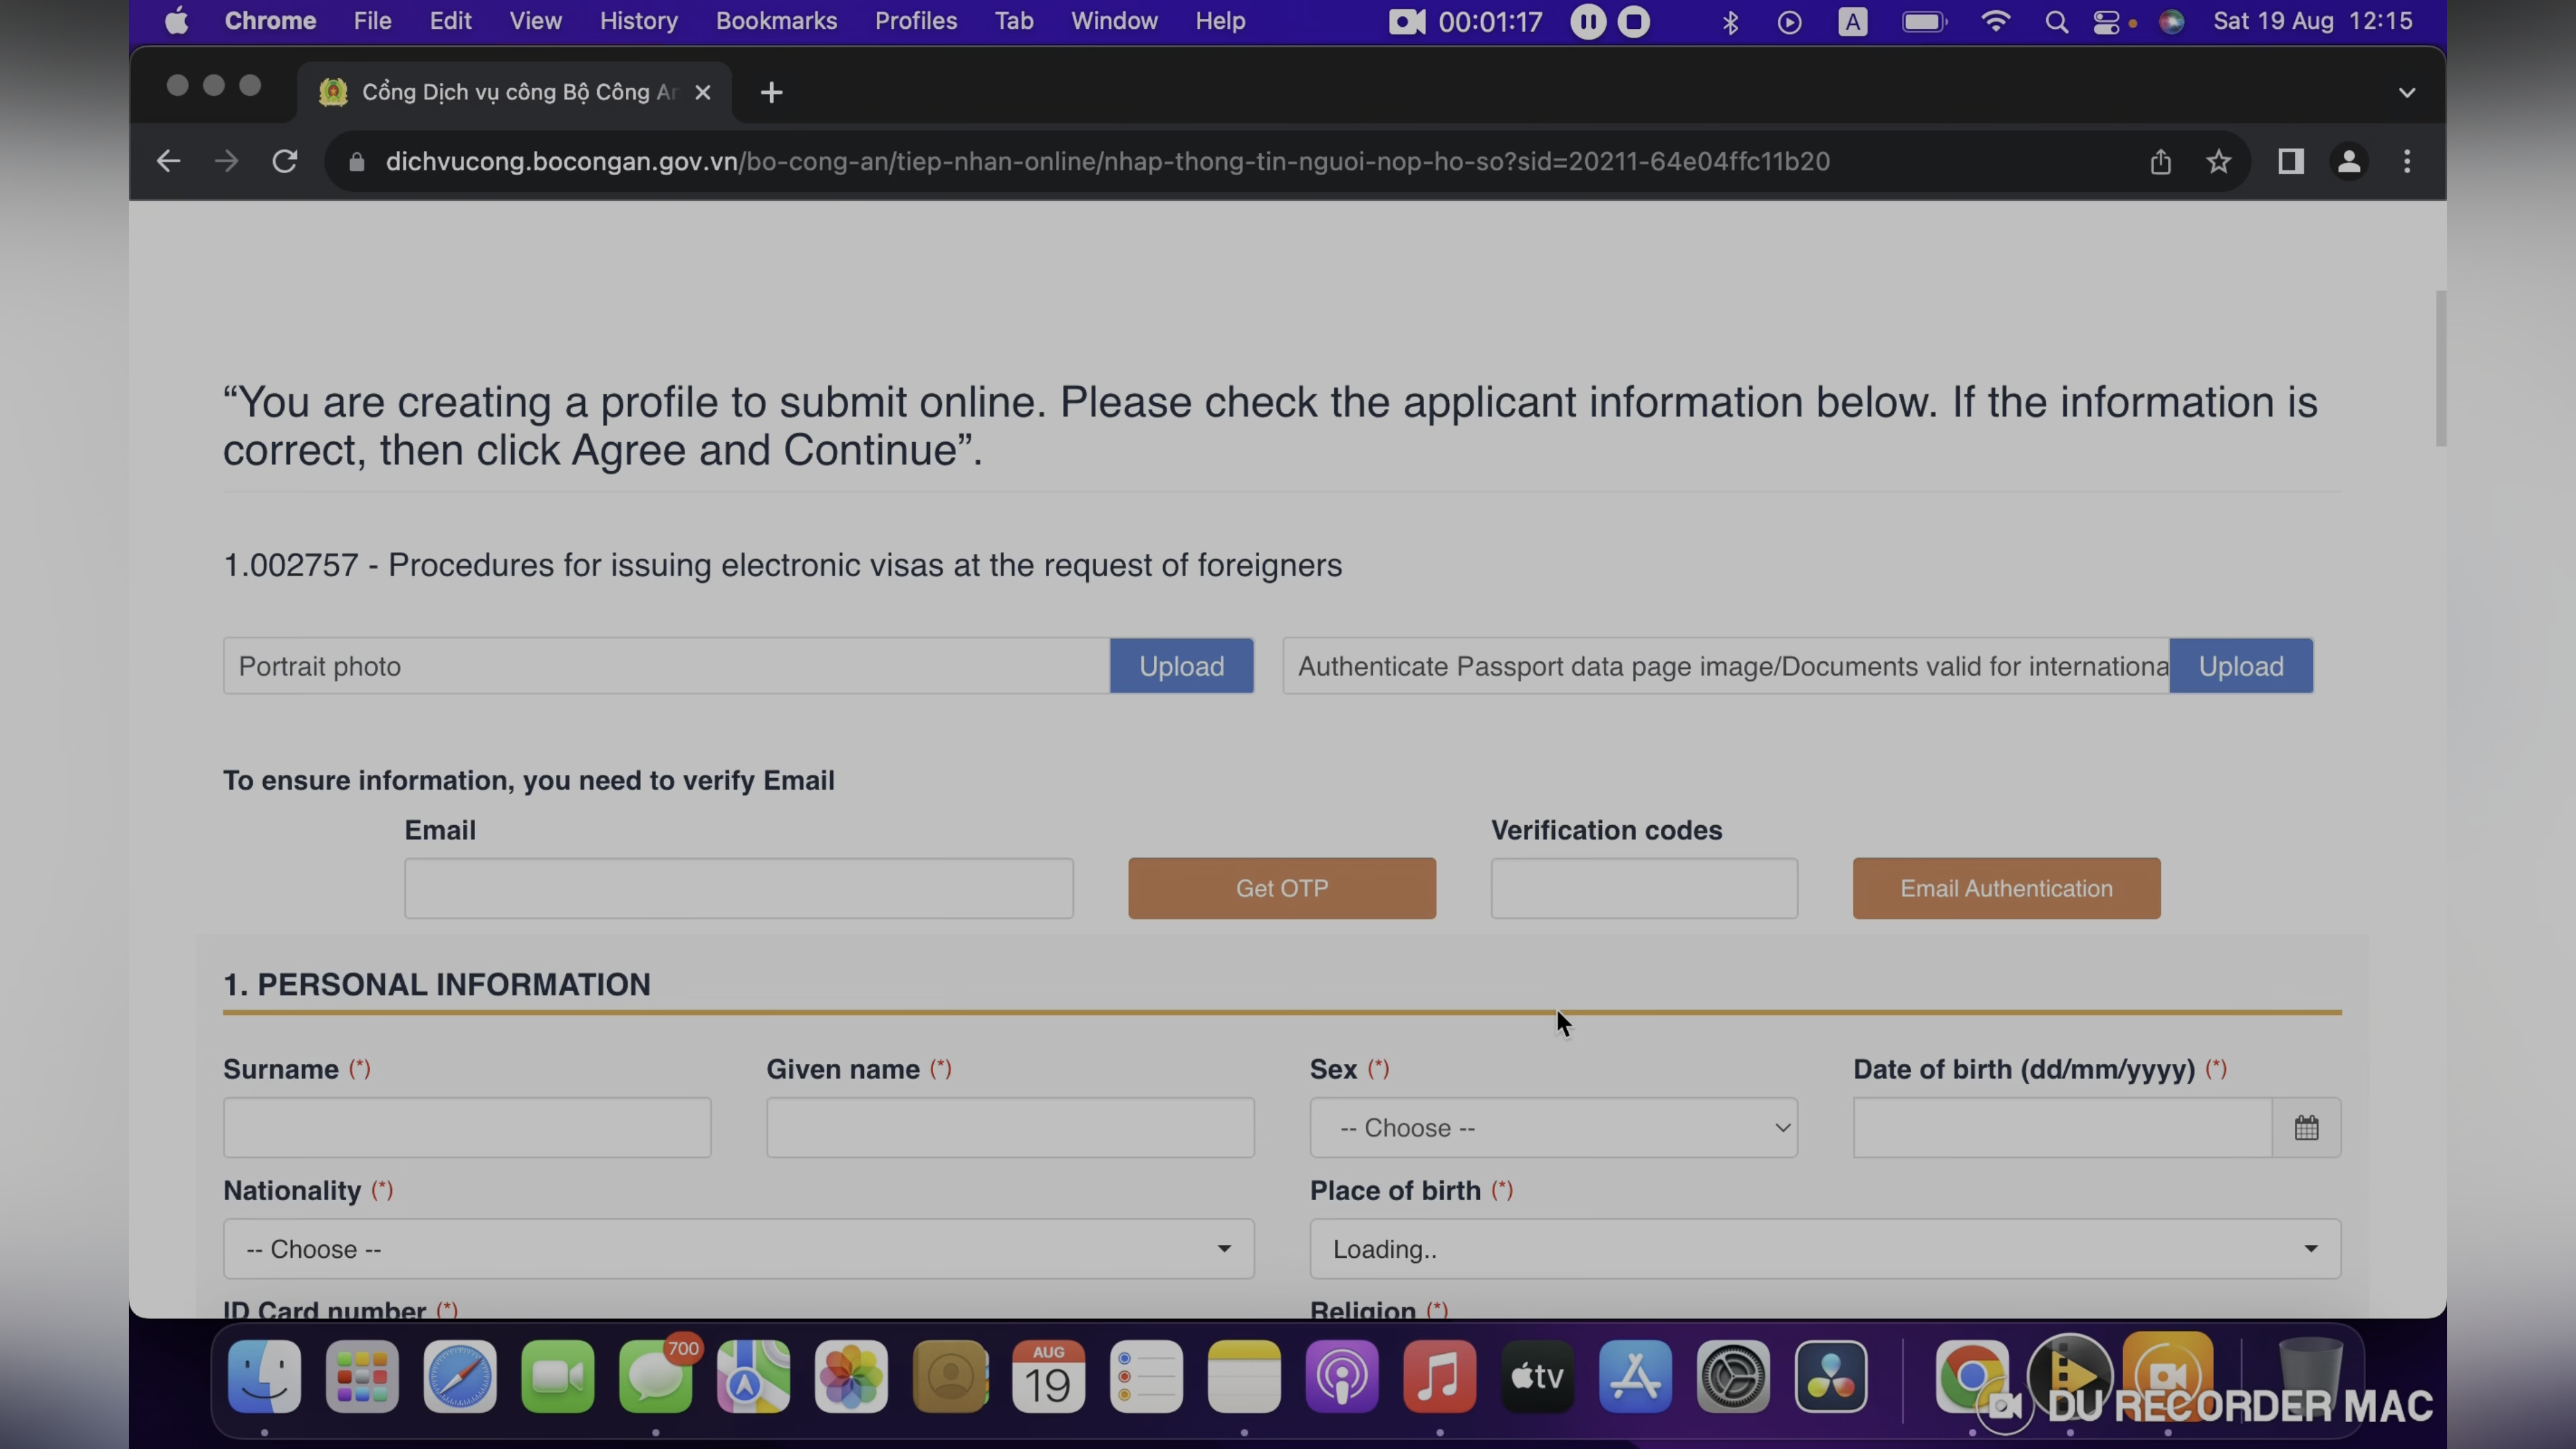 Chrome File Edit View History Bookmarks Profiles Tab Window Help 00:01:17 A Sat 19 Aug 12:15
Cổng Dịch vụ công Bộ Công An
dichvucong.bocongan.gov.vn/bo-cong-an/tiep-nhan-online/nhap-thong-tin-nguoi-nop-ho-so?sid=20211-64e04ffc11b20
“You are creating a profile to submit online. Please check the applicant information below. If the information is
correct, then click Agree and Continue”.
1.002757 - Procedures for issuing electronic visas at the request of foreigners
Portrait photo Upload Authenticate Passport data page image/Documents valid for internationa Upload
To ensure information, you need to verify Email
Email Verification codes
Get OTP Email Authentication
1. PERSONAL INFORMATION
Surname (*) Given name (*) Sex (*) Date of birth (dd/mm/yyyy) (*)
-- Choose --
Nationality (*) Place of birth (*)
-- Choose -- Loading..
ID Card number (*) Religion (*)
700 AUG
19 tv
DU RECORDER MAC